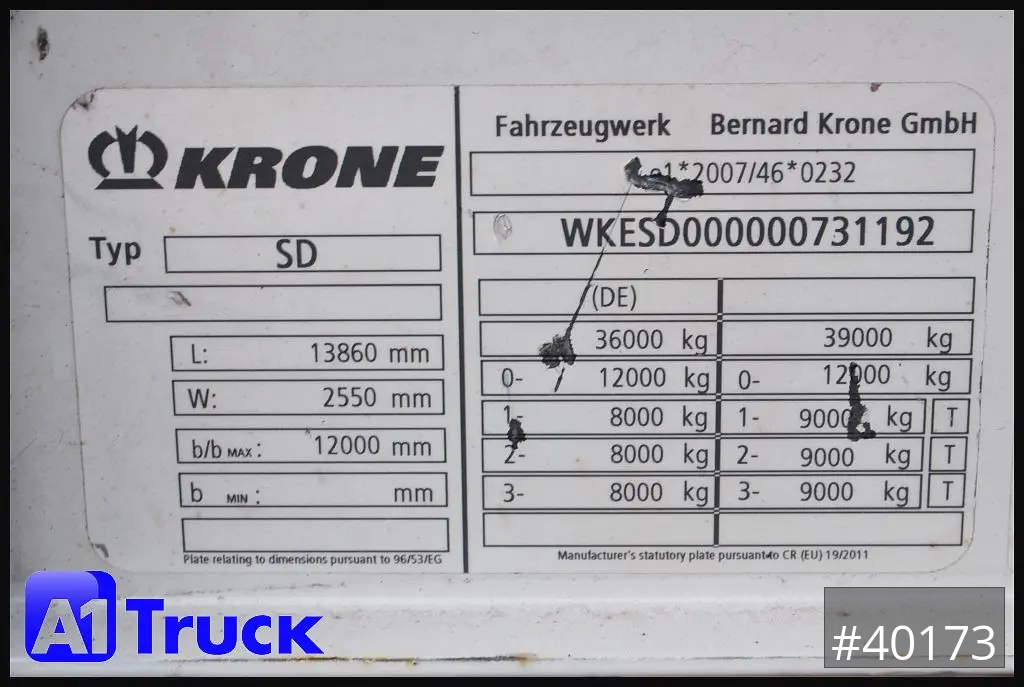 KRONE
Typ SD
L: 13860 mm
W: 2550 mm
b/b MAX: 12000 mm
b MIN: mm
Plate relating to dimensions pursuant to 96/53/EG
Fahrzeugwerk Bernard Krone GmbH
e1*2007/46*0232
WKESD000000731192
(DE)
36000 kg 39000 kg
0- 12000 kg 0- 12000 kg
1- 8000 kg 1- 9000 kg T
2- 8000 kg 2- 9000 kg T
3- 8000 kg 3- 9000 kg T
Manufacturer's statutory plate pursuant to CR (EU) 19/2011
A1 Truck
#40173